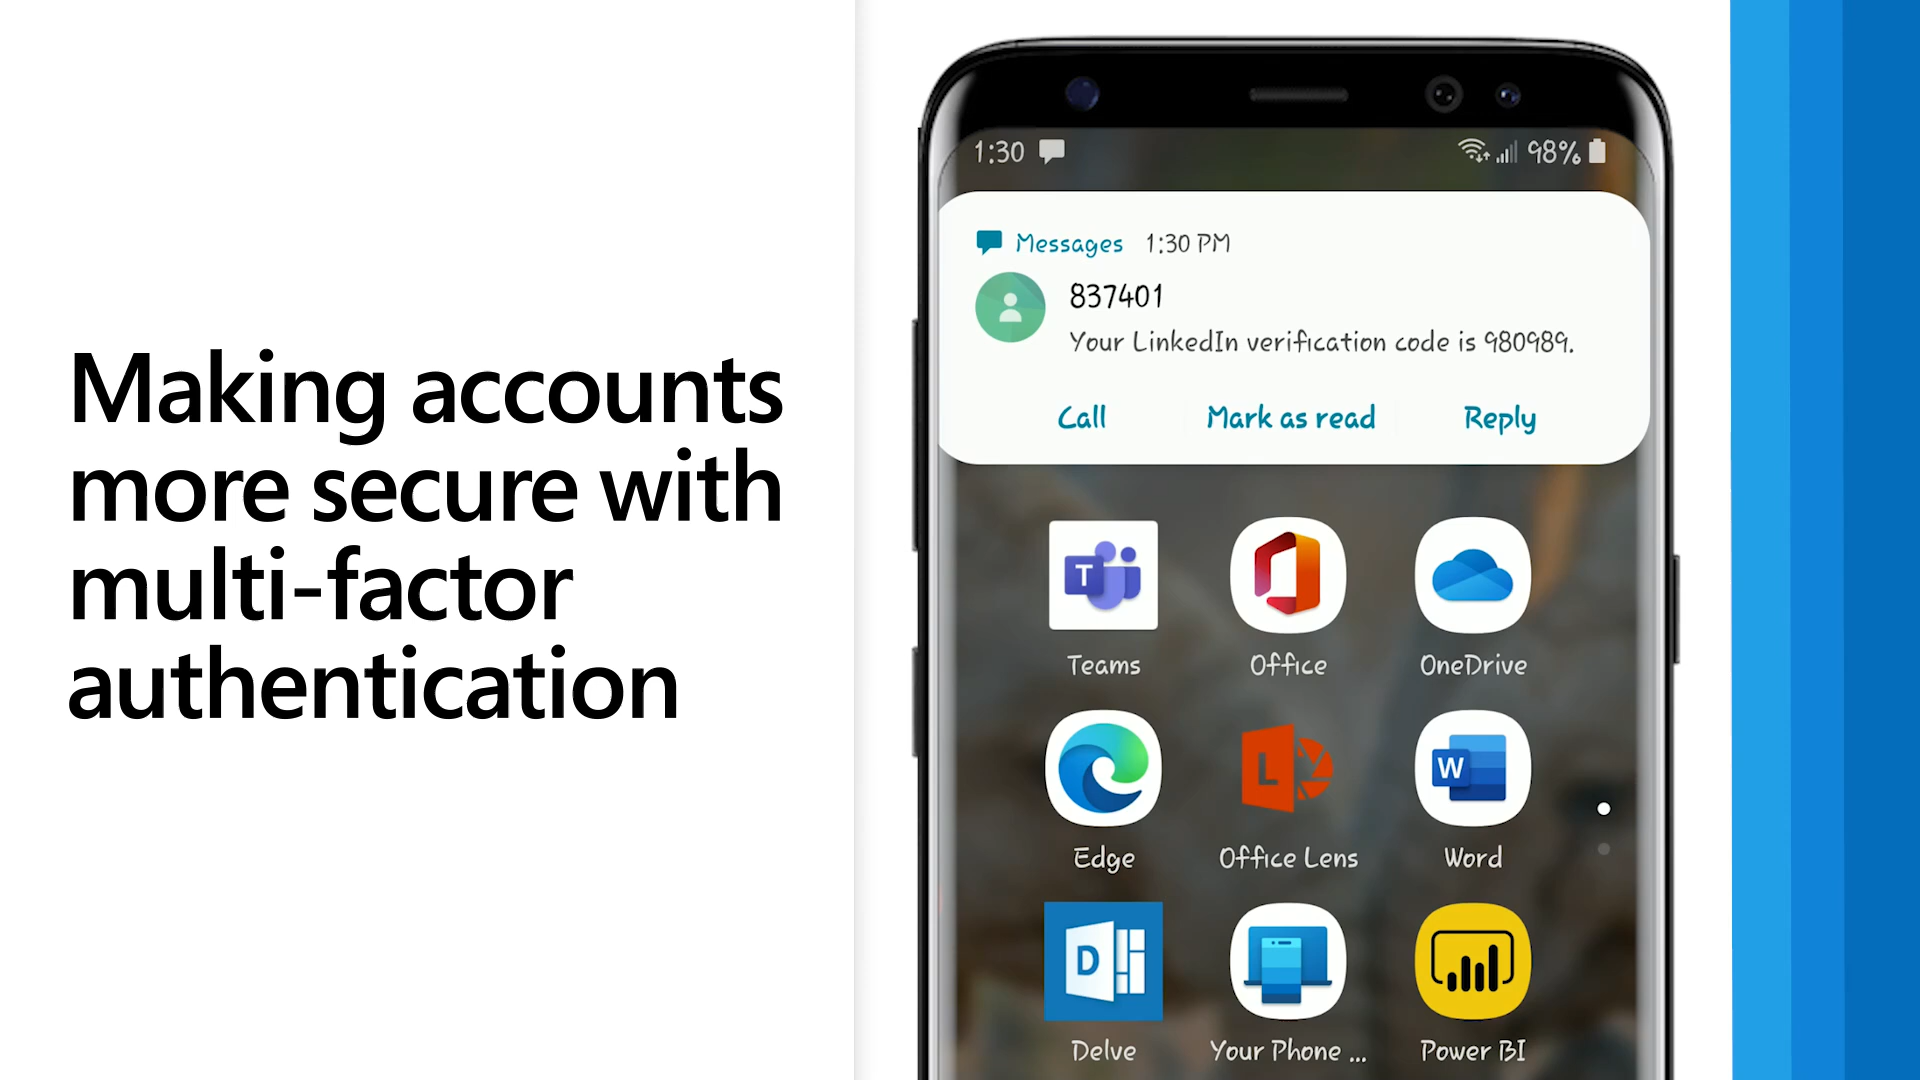 Making accounts
more secure with
multi-factor
authentication
1:30 98%
Messages 1:30 PM
837401
Your LinkedIn verification code is 980989.
Call Mark as read Reply
T
Teams Office OneDrive
L W
Edge Office Lens Word
D
Delve Your Phone ... Power BI